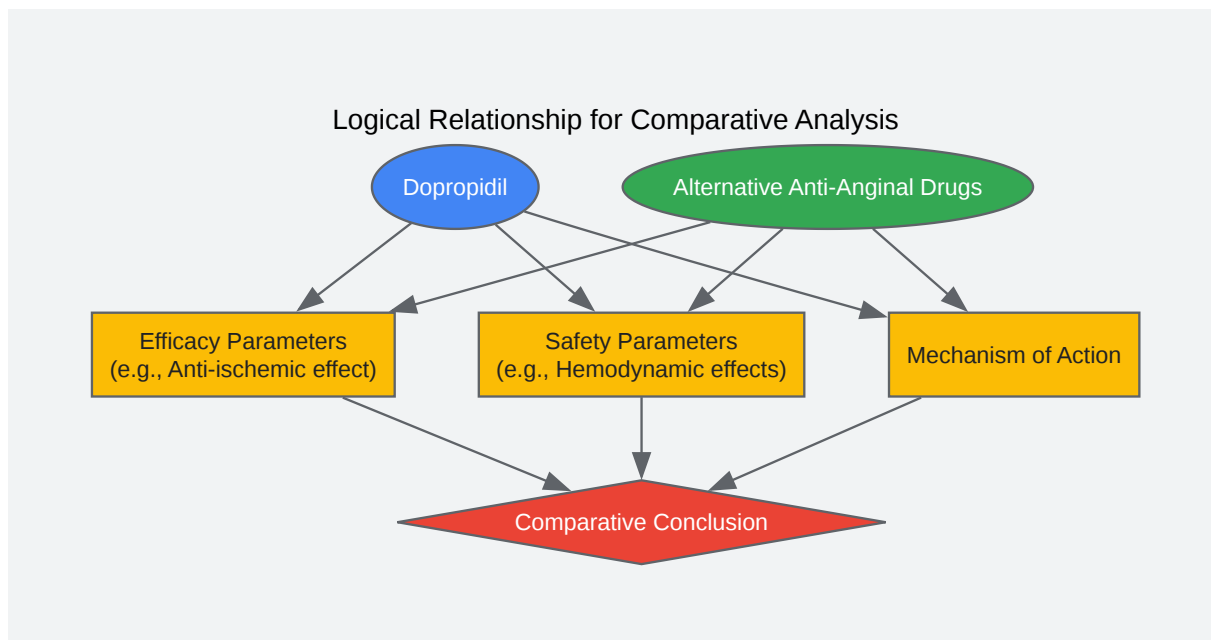 Logical Relationship for Comparative Analysis
Dopropidil
Alternative Anti-Anginal Drugs
Efficacy Parameters
(e.g., Anti-ischemic effect)
Safety Parameters
(e.g., Hemodynamic effects)
Mechanism of Action
Comparative Conclusion